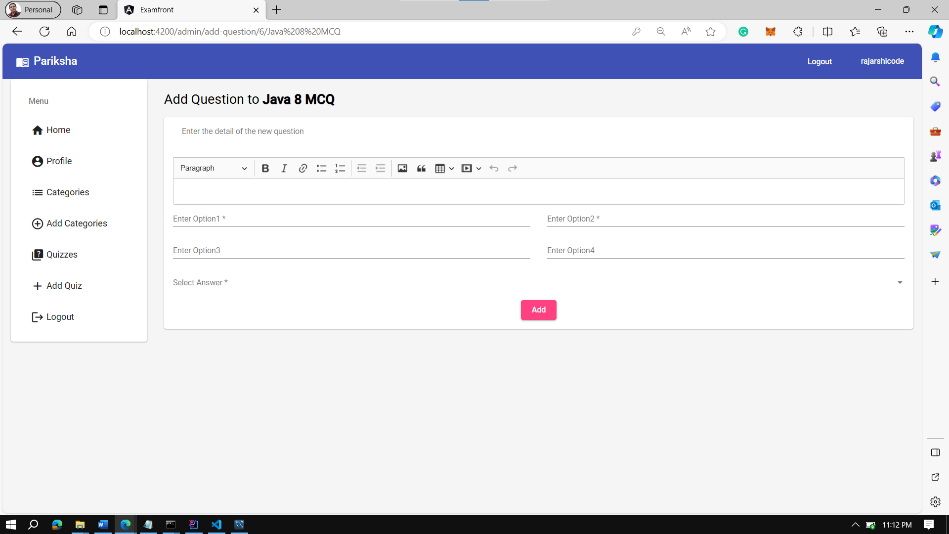 Personal
Examfront
localhost:4200/admin/add-question/6/Java%208%20MCQ
Pariksha
Logout
rajarshicode
Menu
Home
Profile
Categories
Add Categories
Quizzes
Add Quiz
Logout
Add Question to Java 8 MCQ
Enter the detail of the new question
Paragraph
Enter Option1 *
Enter Option2 *
Enter Option3
Enter Option4
Select Answer *
Add
11:12 PM